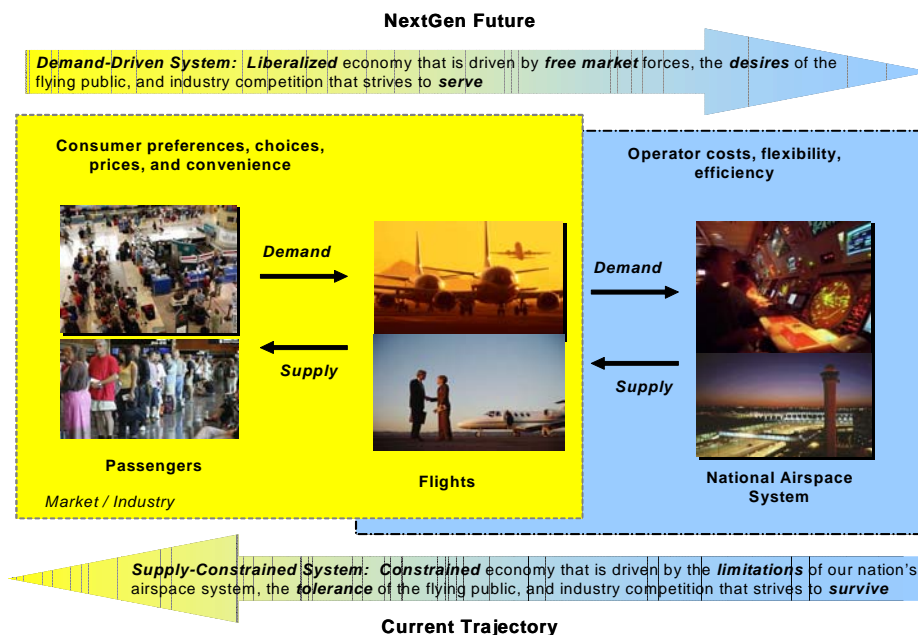 NextGen Future
Demand-Driven System: Liberalized economy that is driven by free market forces, the desires of the
flying public, and industry competition that strives to serve
Consumer preferences, choices,
prices, and convenience
Operator costs, flexibility,
efficiency
Demand
Demand
Supply
Supply
Passengers
Flights
National Airspace
System
Market / Industry
Supply-Constrained System: Constrained economy that is driven by the limitations of our nation's
airspace system, the tolerance of the flying public, and industry competition that strives to survive
Current Trajectory